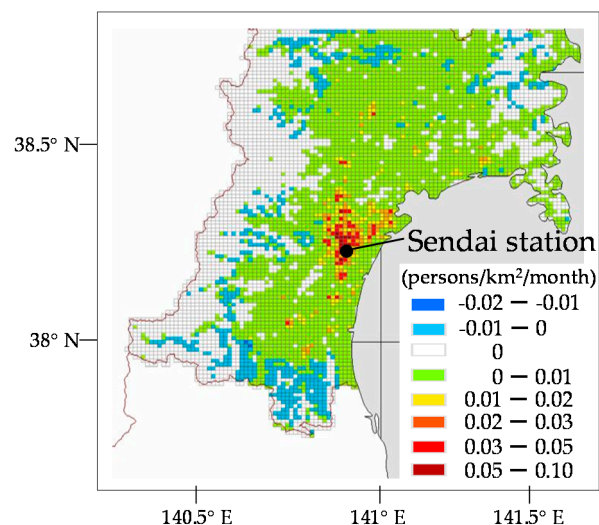 38.5° N
Sendai station
(persons/km²/month)
-0.02 — -0.01
-0.01 — 0
0
38° N
0 — 0.01
0.01 — 0.02
0.02 — 0.03
0.03 — 0.05
0.05 — 0.10
140.5° E
141° E
141.5° E